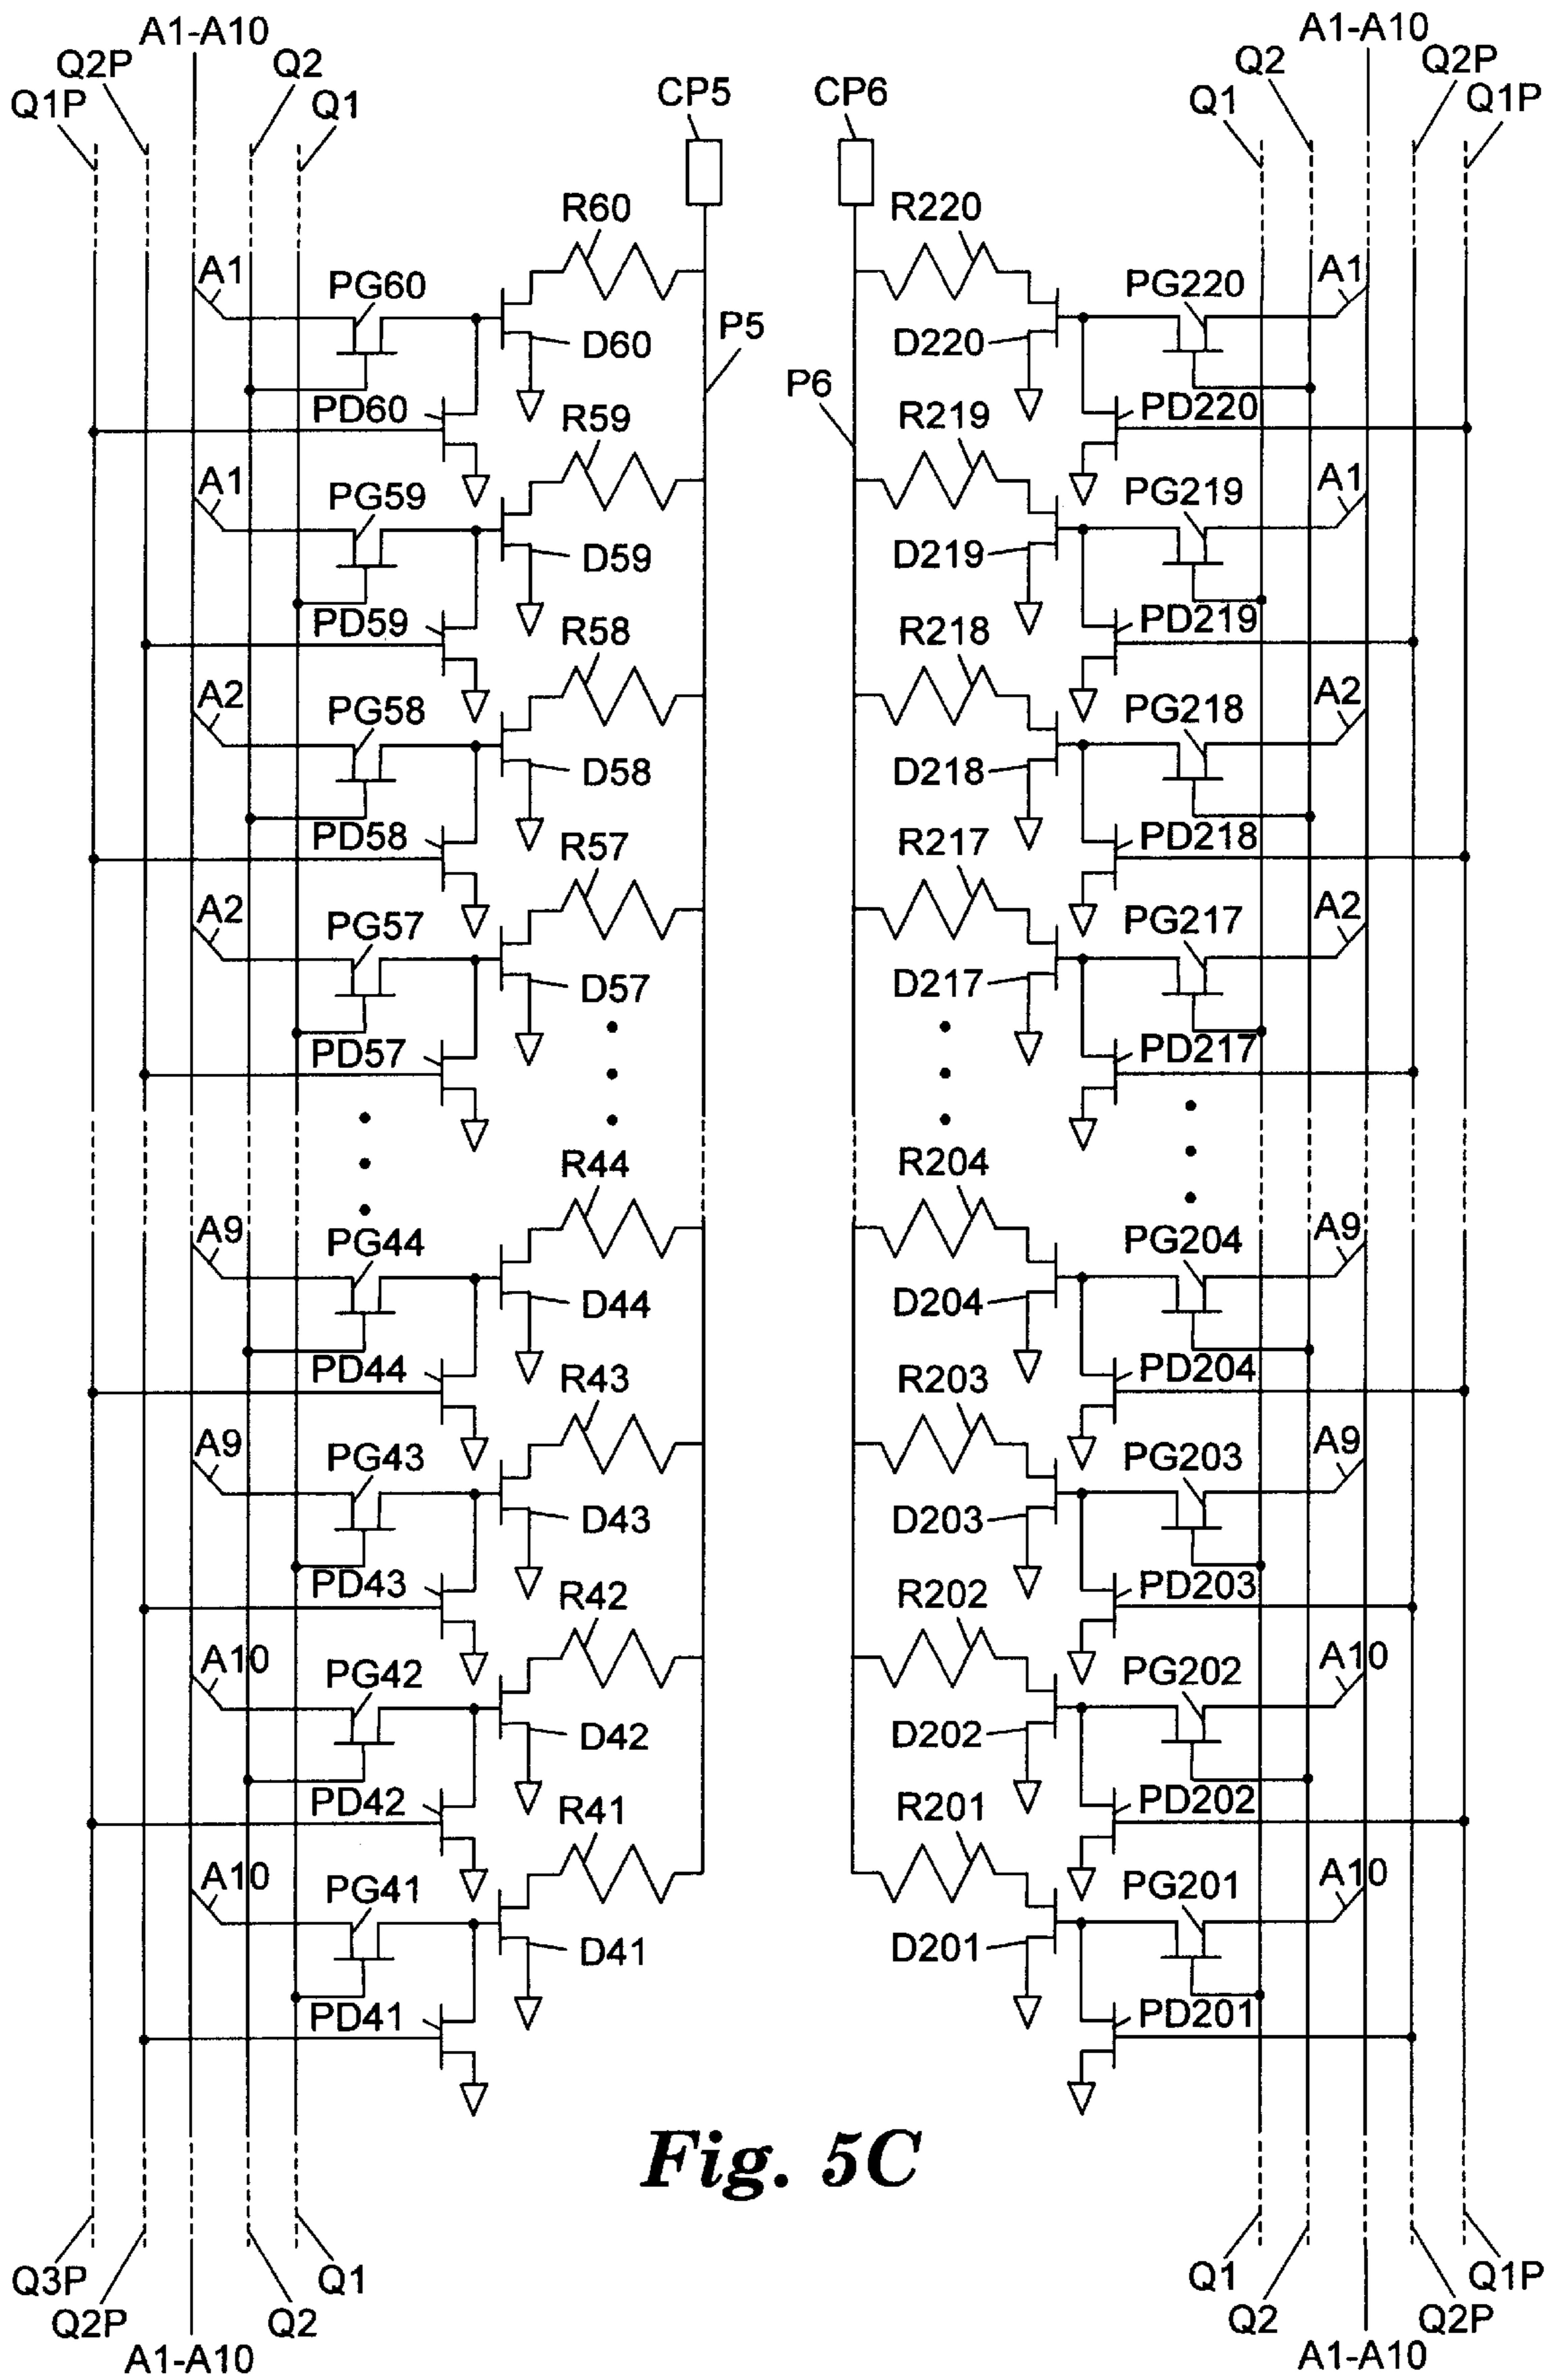 A1-A10
A1-A10
Q2P
Q2
Q2
Q2P
Q1P
Q1
CP5
CP6
Q1
Q1P
R60
R220
A1
PG60
PG220
A1
D60
P5
D220
P6
PD60
R59
R219
PD220
A1
PG59
PG219
A1
D59
D219
PD59
R58
R218
PD219
A2
PG58
PG218
A2
D58
D218
PD58
R57
R217
PD218
A2
PG57
PG217
A2
D57
D217
PD57
PD217
R44
R204
A9
PG44
PG204
A9
D44
D204
PD44
R43
R203
PD204
A9
PG43
PG203
A9
D43
D203
PD43
R42
R202
PD203
A10
PG42
PG202
A10
D42
D202
PD42
R41
R201
PD202
A10
PG41
PG201
A10
D41
D201
PD41
PD201
Fig. 5C
Q3P
Q1
Q1
Q1P
Q2P
Q2
Q2
Q2P
A1-A10
A1-A10